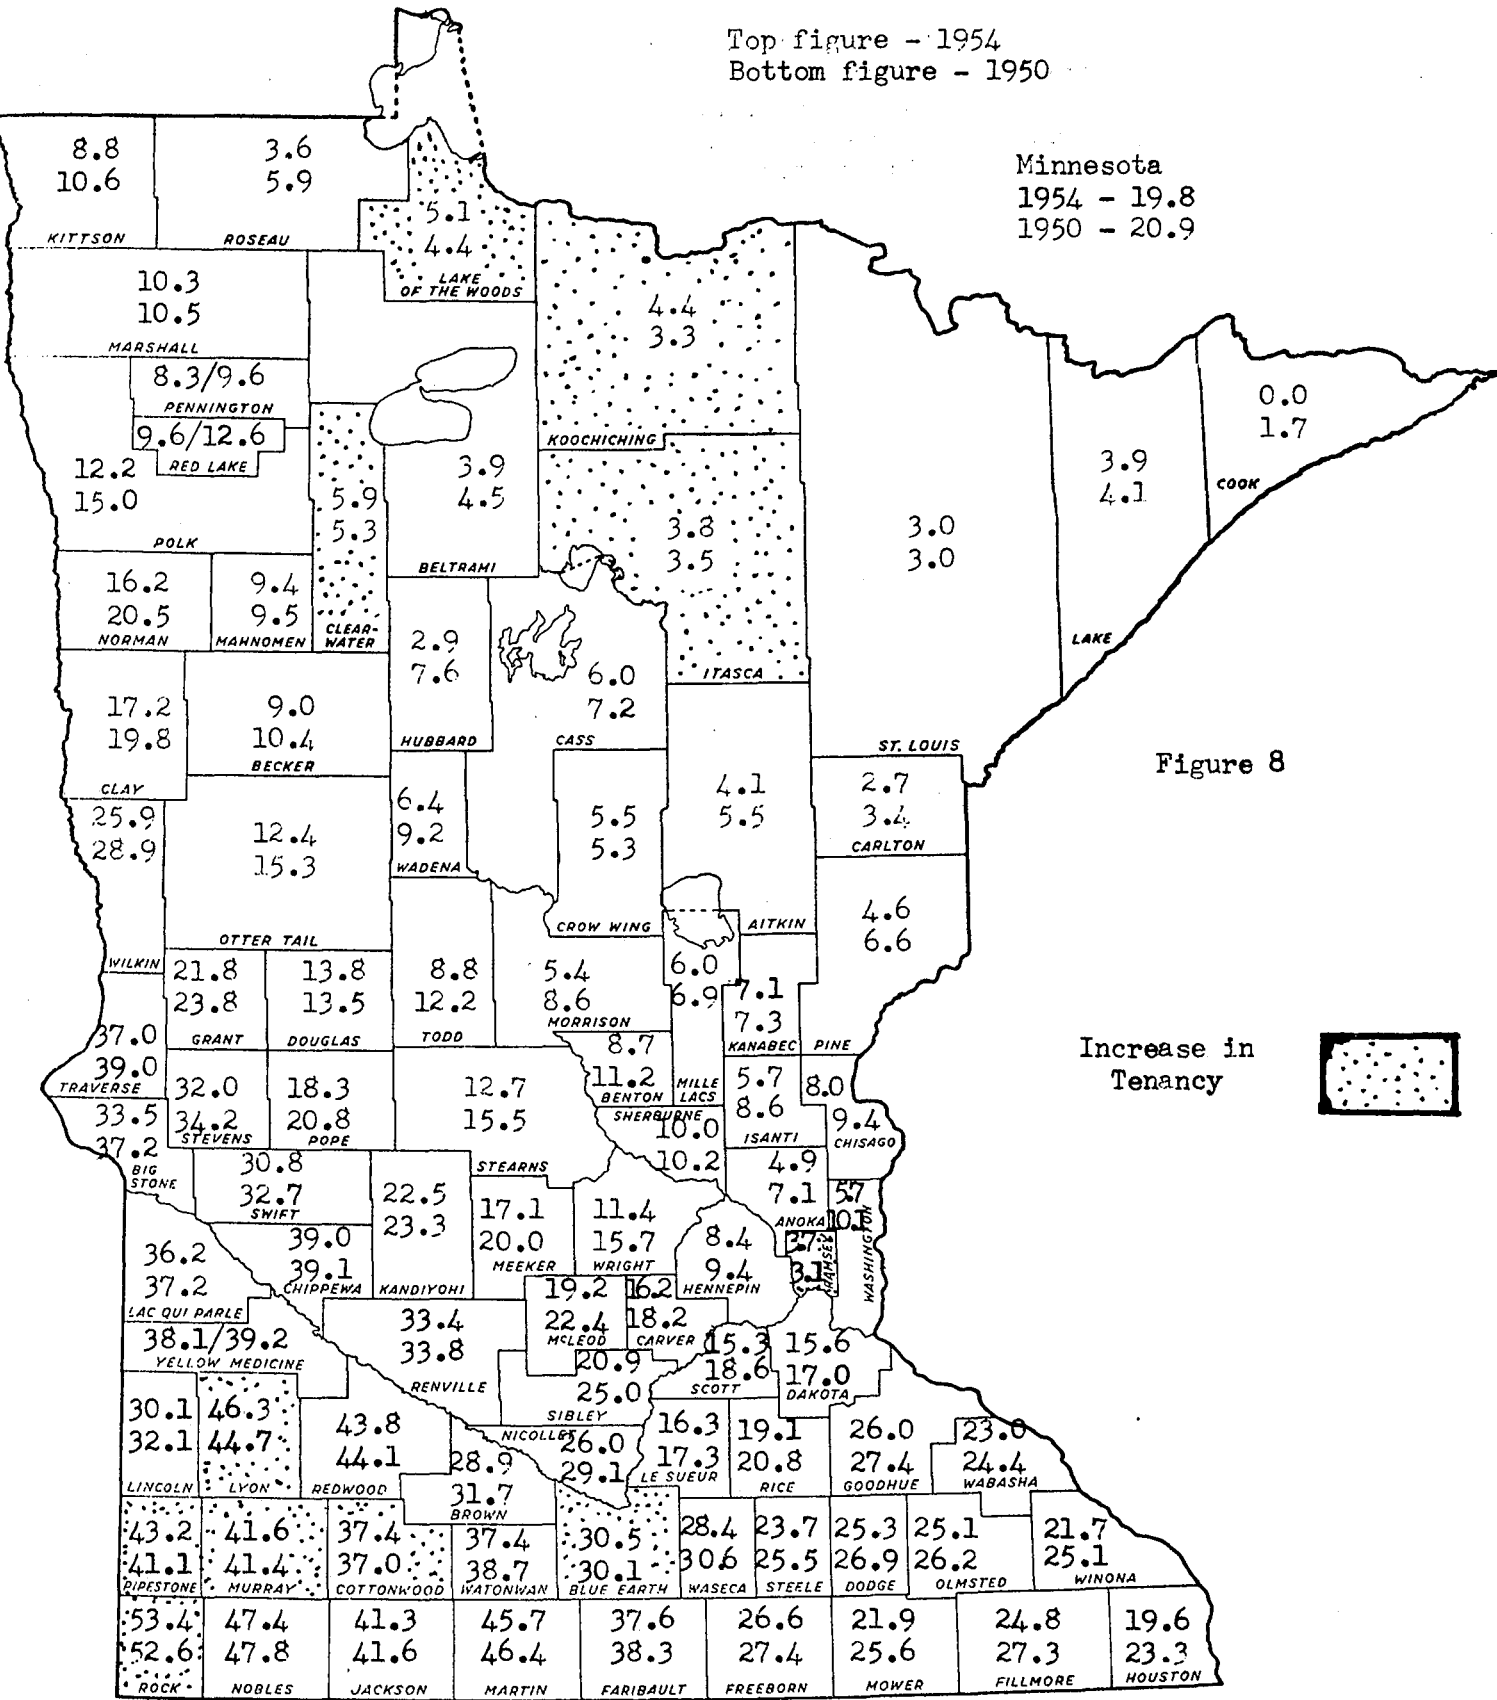 Top figure - 1954
Bottom figure - 1950
Minnesota
1954 - 19.8
1950 - 20.9
8.8
10.6
KITTSON
3.6
5.9
ROSEAU
5.1
4.4
LAKE
OF THE WOODS
10.3
10.5
MARSHALL
4.4
3.3
KOOCHICHING
8.3/9.6
PENNINGTON
9.6/12.6
RED LAKE
12.2
15.0
POLK
5.9
5.3
CLEAR-
WATER
3.9
4.5
BELTRAMI
3.8
3.5
ITASCA
3.0
3.0
ST. LOUIS
3.9
4.1
LAKE
0.0
1.7
COOK
16.2
20.5
NORMAN
9.4
9.5
MAHNOMEN
2.9
7.6
HUBBARD
6.0
7.2
CASS
17.2
19.8
CLAY
9.0
10.4
BECKER
Figure 8
25.9
28.9
WILKIN
12.4
15.3
OTTER TAIL
6.4
9.2
WADENA
5.5
5.3
CROW WING
4.1
5.5
AITKIN
2.7
3.4
CARLTON
4.6
6.6
PINE
21.8
23.8
GRANT
13.8
13.5
DOUGLAS
8.8
12.2
TODD
5.4
8.6
MORRISON
6.0
6.9
MILLE
LACS
7.1
7.3
KANABEC
37.0
39.0
TRAVERSE
32.0
34.2
STEVENS
18.3
20.8
POPE
12.7
15.5
STEARNS
8.7
11.2
BENTON
SHERBURNE
10.0
10.2
5.7
8.6
ISANTI
8.0
9.4
CHISAGO
Increase in
Tenancy
33.5
37.2
BIG
STONE
30.8
32.7
SWIFT
22.5
23.3
KANDIYOHI
17.1
20.0
MEEKER
11.4
15.7
WRIGHT
8.4
9.4
HENNEPIN
4.9
7.1
ANOKA
5.7
10.1
WASHINGTON
3.7
3.1
RAMSEY
36.2
37.2
LAC QUI PARLE
39.0
39.1
CHIPPEWA
38.1/39.2
YELLOW MEDICINE
33.4
33.8
RENVILLE
19.2
22.4
MCLEOD
16.2
18.2
CARVER
15.3
18.6
SCOTT
15.6
17.0
DAKOTA
20.9
25.0
SIBLEY
30.1
32.1
LINCOLN
46.3
44.7
LYON
43.8
44.1
REDWOOD
28.9
31.7
BROWN
NICOLLET
26.0
29.1
16.3
17.3
LE SUEUR
19.1
20.8
RICE
26.0
27.4
GOODHUE
23.0
24.4
WABASHA
43.2
41.1
PIPESTONE
41.6
41.4
MURRAY
37.4
37.0
COTTONWOOD
37.4
38.7
WATONWAN
30.5
30.1
BLUE EARTH
28.4
30.6
WASECA
23.7
25.5
STEELE
25.3
26.9
DODGE
25.1
26.2
OLMSTED
21.7
25.1
WINONA
53.4
52.6
ROCK
47.4
47.8
NOBLES
41.3
41.6
JACKSON
45.7
46.4
MARTIN
37.6
38.3
FARIBAULT
26.6
27.4
FREEBORN
21.9
25.6
MOWER
24.8
27.3
FILLMORE
19.6
23.3
HOUSTON